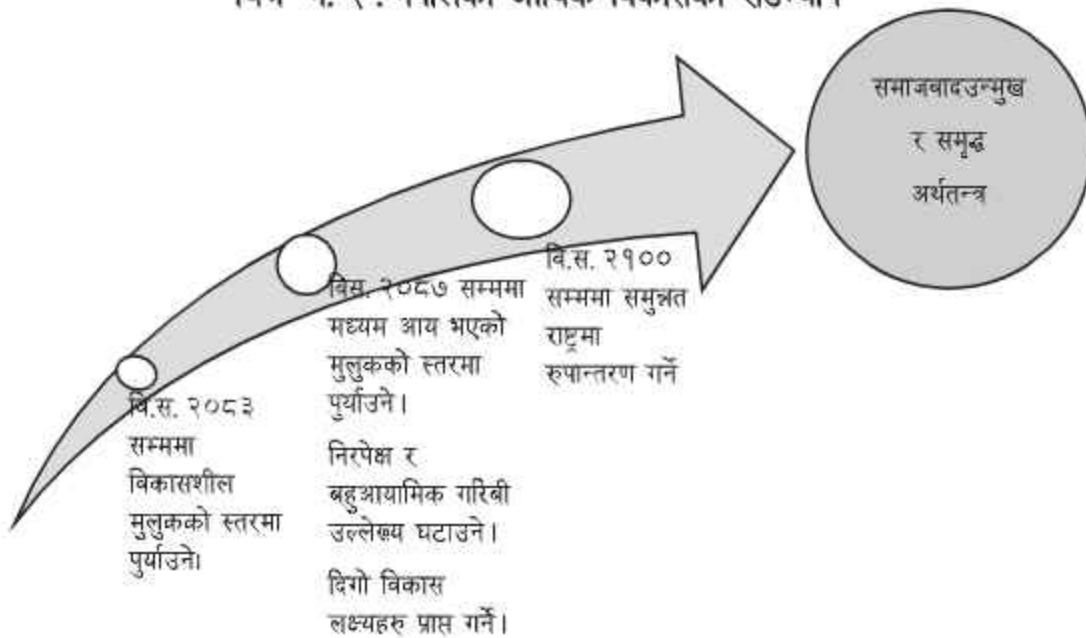 समाजवादउन्मुख
र समृद्ध
अर्थतन्त्र
वि.स. २१००
सम्ममा समुन्नत
राष्ट्रमा
रुपान्तरण गर्ने
विस. २०८७ सम्ममा
मध्यम आय भएको
मुलुकको स्तरमा
पुर्याउने।
निरपेक्ष र
बहुआयामिक गरिबी
उल्लेख्य घटाउने।
दिगो विकास
लक्ष्यहरु प्राप्त गर्ने।
वि.स. २०८३
सम्ममा
विकासशील
मुलुकको स्तरमा
पुर्याउने।